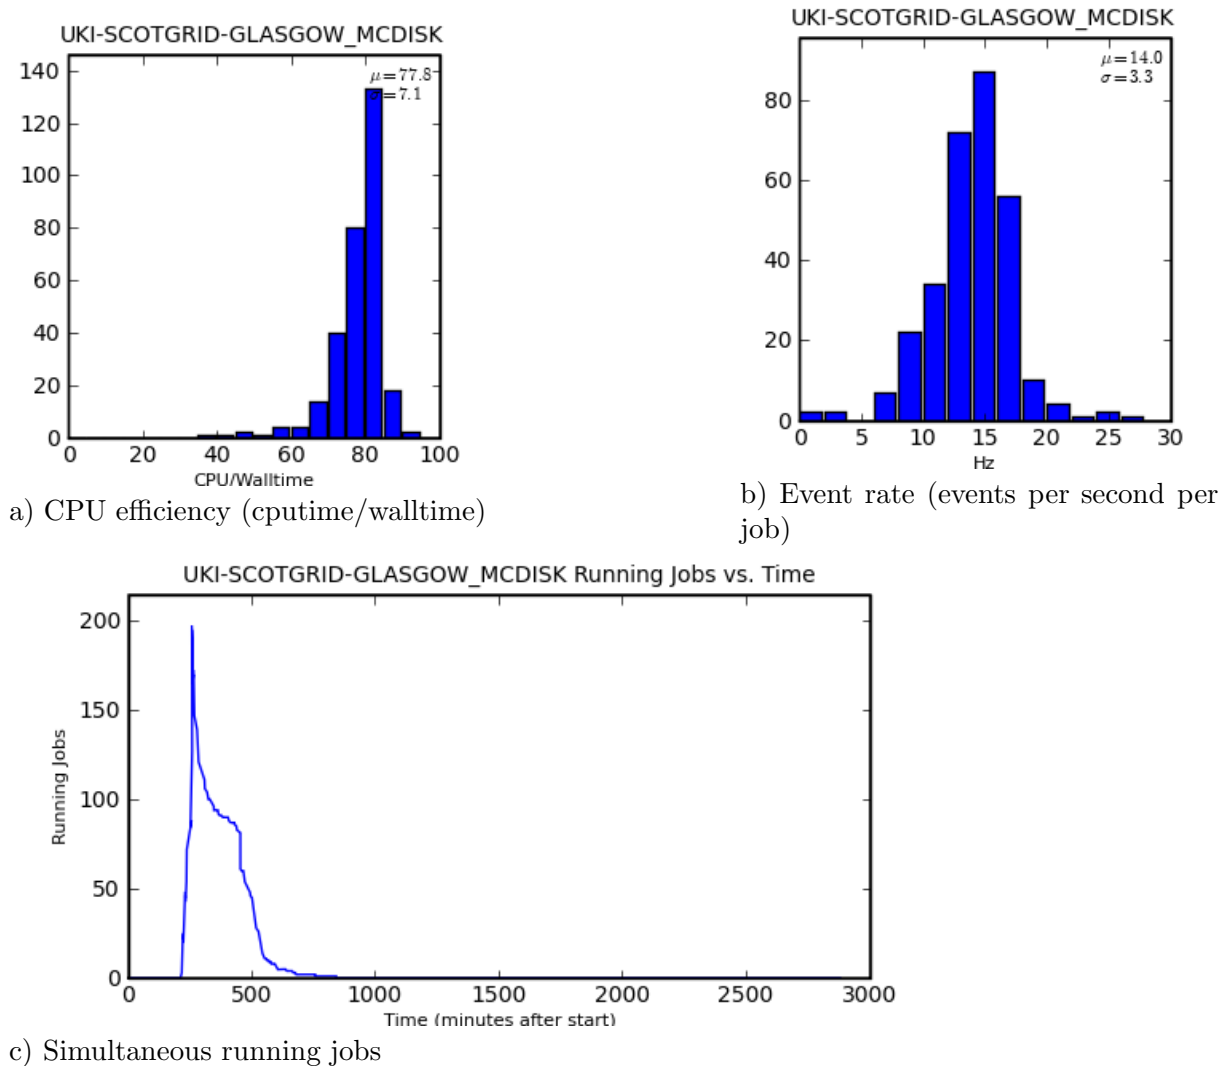 UKI-SCOTGRID-GLASGOW_MCDISK
μ=77.8
σ=7.1
140
120
100
80
60
40
20
0
0 20 40 60 80 100
CPU/Walltime
a) CPU efficiency (cputime/walltime)
UKI-SCOTGRID-GLASGOW_MCDISK
μ=14.0
σ=3.3
80
60
40
20
0
0 5 10 15 20 25 30
Hz
b) Event rate (events per second per
job)
UKI-SCOTGRID-GLASGOW_MCDISK Running Jobs vs. Time
200
150
100
50
0
Running Jobs
0 500 1000 1500 2000 2500 3000
Time (minutes after start)
c) Simultaneous running jobs